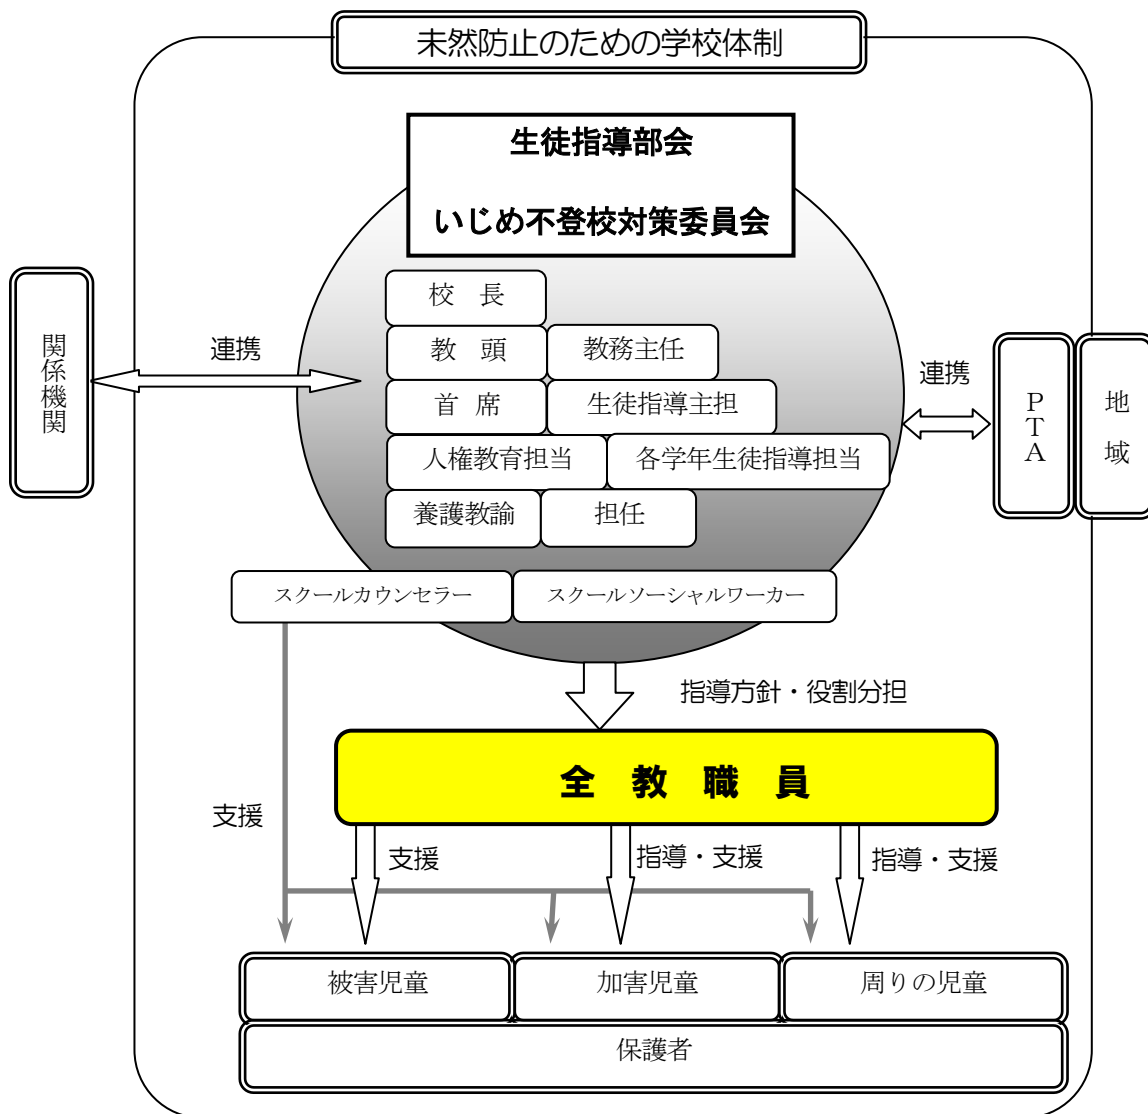 未然防止のための学校体制
生徒指導部会
いじめ不登校対策委員会
校　長
教　頭
教務主任
首　席
生徒指導主担
人権教育担当
各学年生徒指導担当
養護教諭
担任
スクールカウンセラー
スクールソーシャルワーカー
関係機関
連携
連携
ＰＴＡ
地　域
指導方針・役割分担
全　教　職　員
支援
支援
指導・支援
指導・支援
被害児童
加害児童
周りの児童
保護者